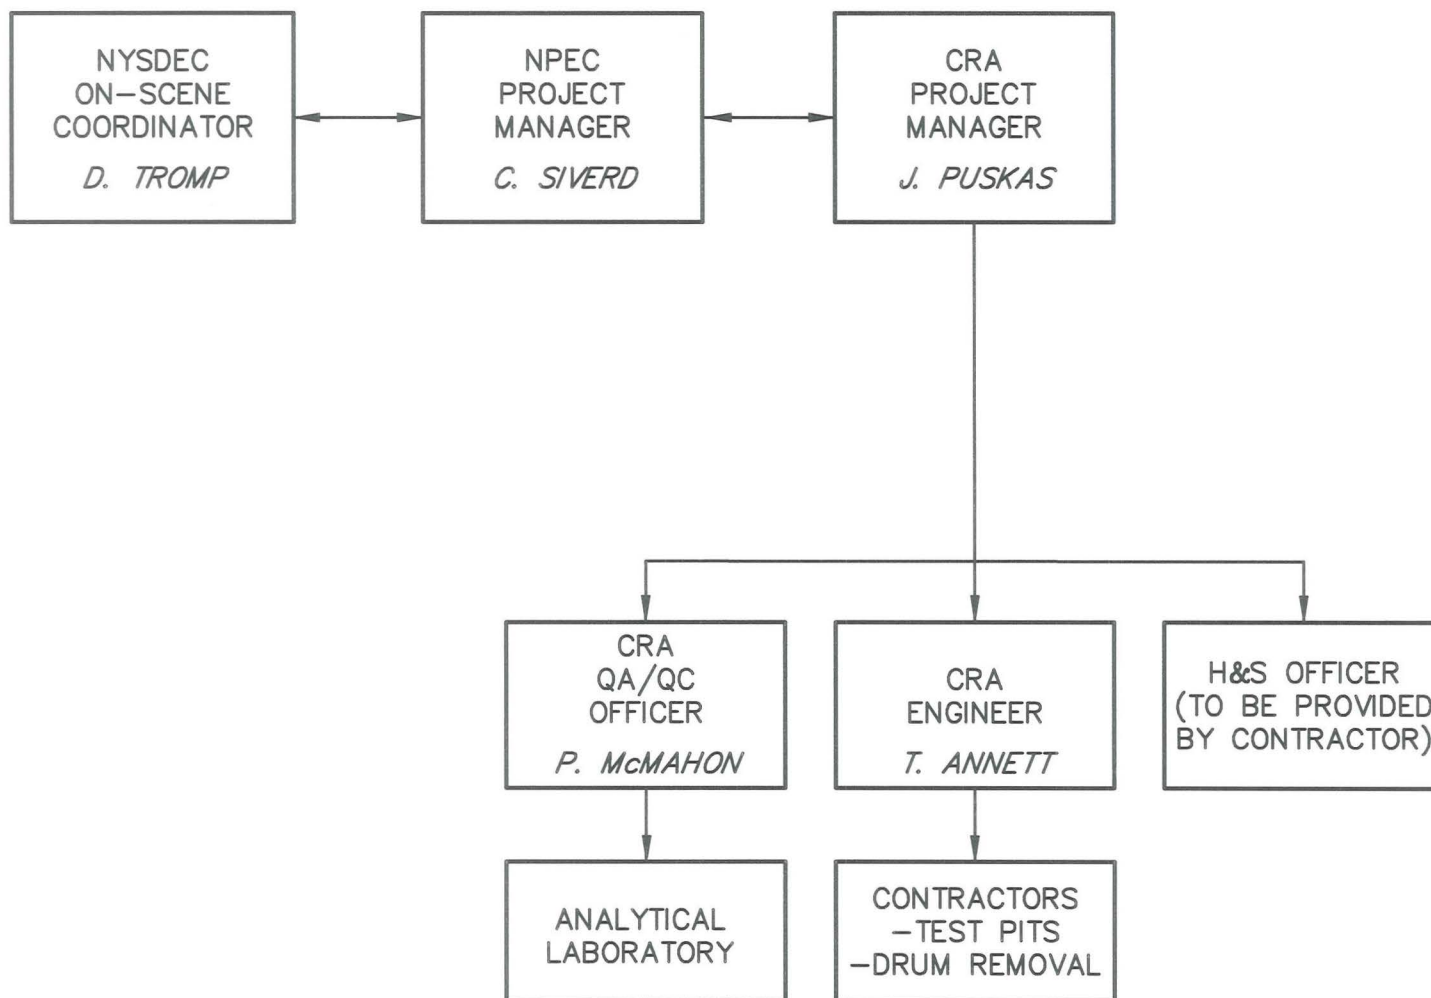 NYSDEC
ON-SCENE
COORDINATOR
D. TROMP
NPEC
PROJECT
MANAGER
C. SIVERD
CRA
PROJECT
MANAGER
J. PUSKAS
CRA
QA/QC
OFFICER
P. McMAHON
CRA
ENGINEER
T. ANNETT
H&S OFFICER
(TO BE PROVIDED
BY CONTRACTOR)
ANALYTICAL
LABORATORY
CONTRACTORS
-TEST PITS
-DRUM REMOVAL